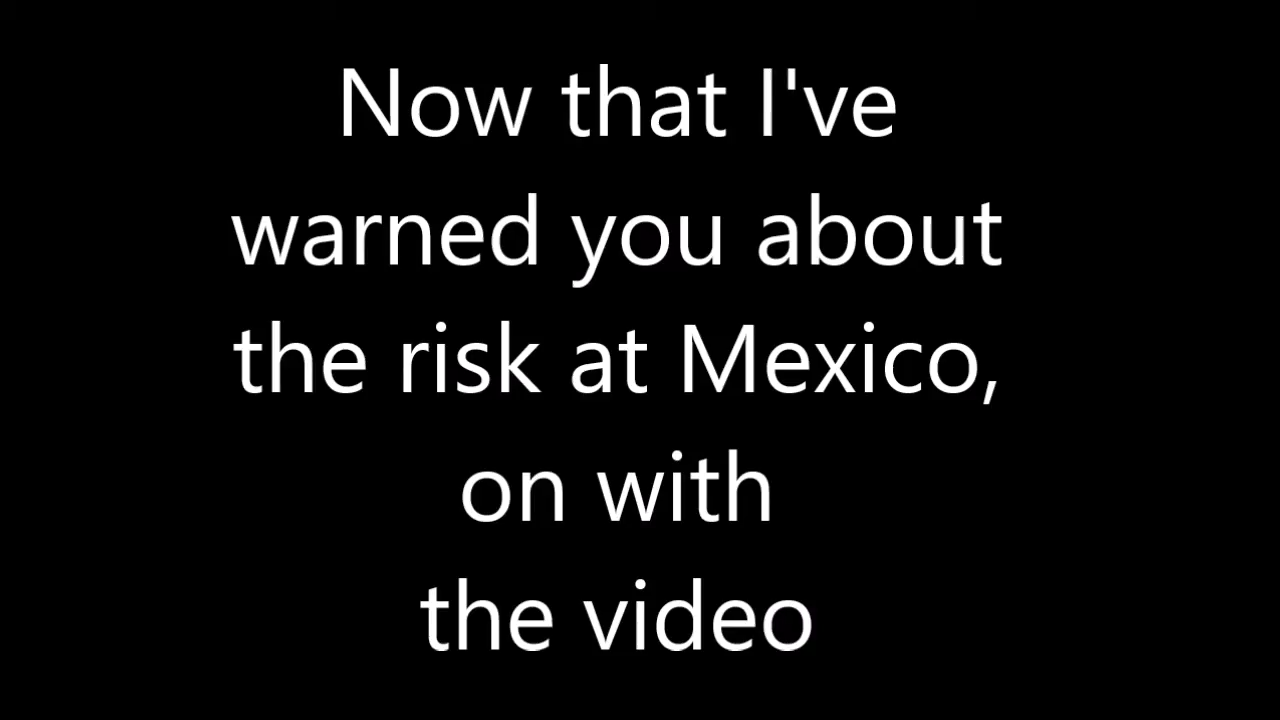 Now that I've
warned you about
the risk at Mexico,
on with
the video